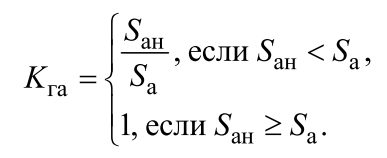 K_га = { S_ан / S_а, если S_ан < S_а,
1, если S_ан ≥ S_а.